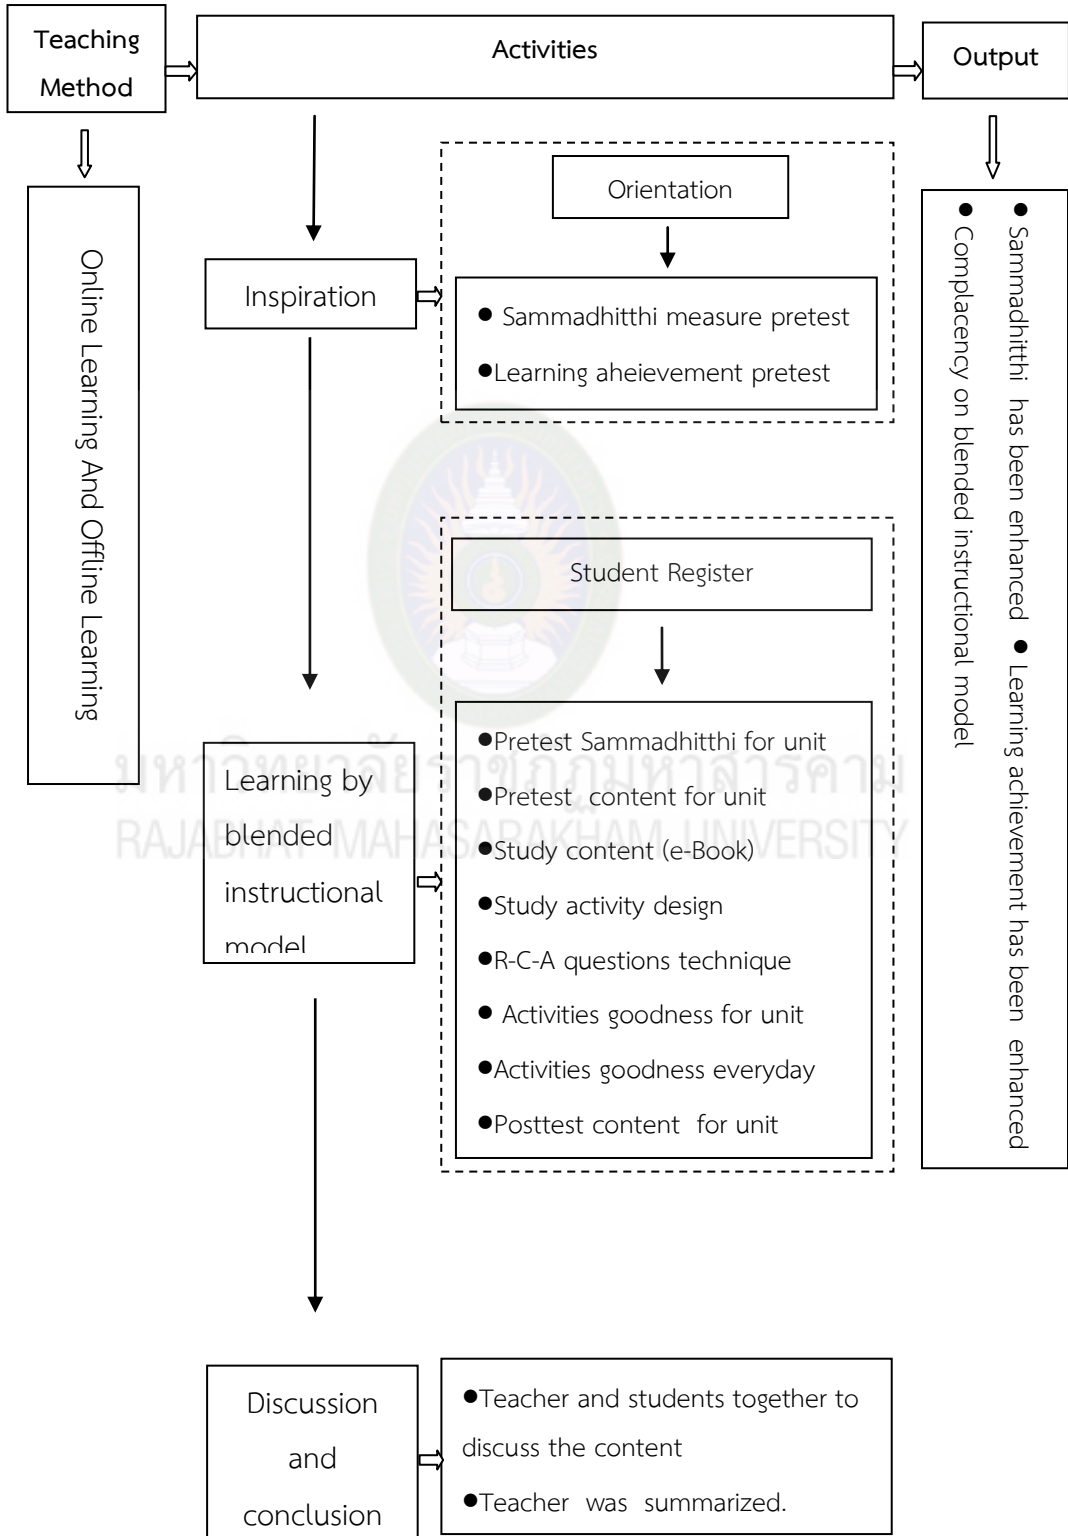 Teaching
Method
Activities
Output
Online Learning And Offline Learning
Inspiration
Orientation
● Sammadhitthi measure pretest
●Learning aheievement pretest
Learning by
blended
instructional
model
Student Register
●Pretest Sammadhitthi for unit
●Pretest content for unit
●Study content (e-Book)
●Study activity design
●R-C-A questions technique
● Activities goodness for unit
●Activities goodness everyday
●Posttest content for unit
Discussion
and
conclusion
●Teacher and students together to
discuss the content
●Teacher was summarized.
● Sammadhitthi has been enhanced ● Learning achievement has been enhanced
● Complacency on blended instructional model
มหาวิทยาลัยราชภัฏมหาสารคาม
RAJABHAT MAHASARAKHAM UNIVERSITY